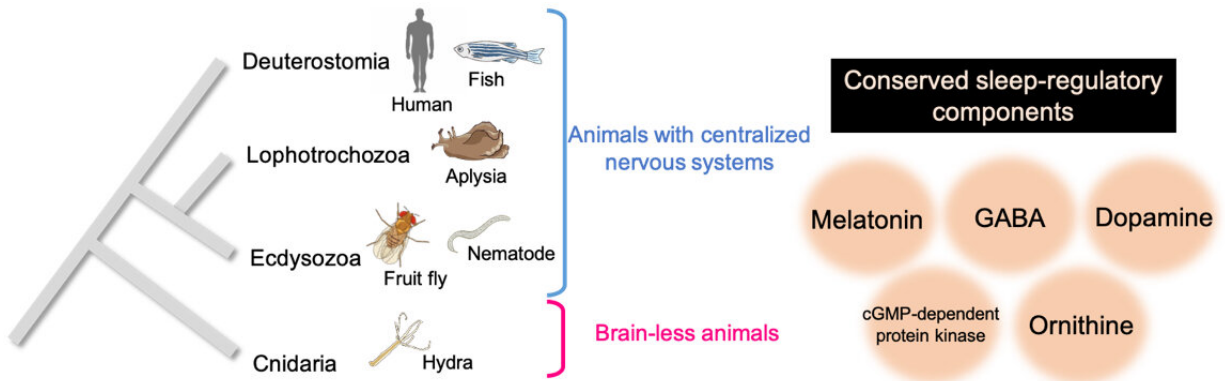 Deuterostomia
Human
Fish
Lophotrochozoa
Aplysia
Ecdysozoa
Fruit fly
Nematode
Cnidaria
Hydra
Animals with centralized
nervous systems
Brain-less animals
Conserved sleep-regulatory
components
Melatonin
GABA
Dopamine
cGMP-dependent
protein kinase
Ornithine